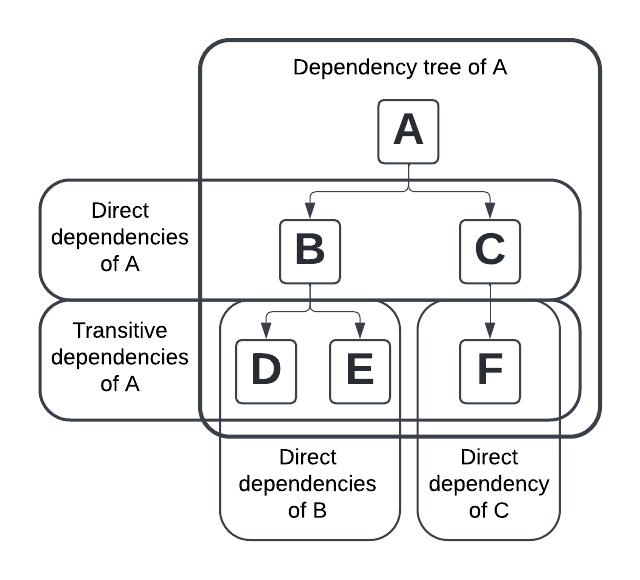 Dependency tree of A
A
Direct
dependencies
of A
B
C
Transitive
dependencies
of A
D
E
F
Direct
dependencies
of B
Direct
dependency
of C